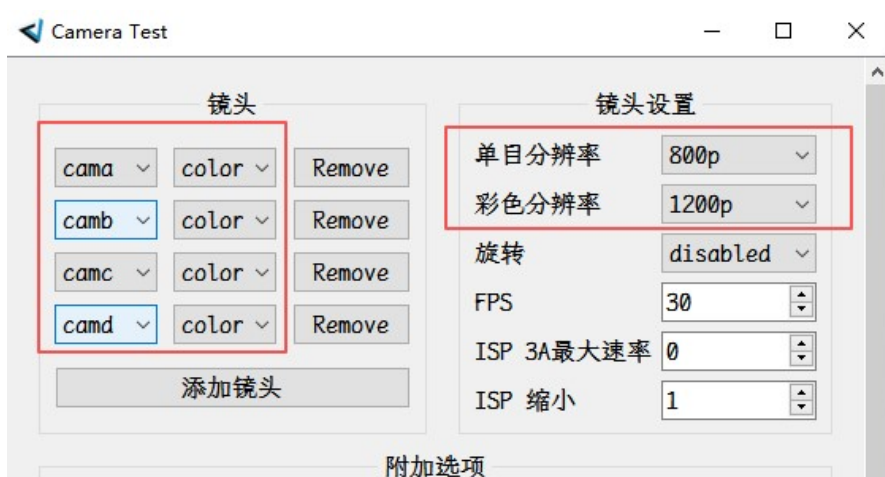 Camera Test
镜头
cama color Remove
camb color Remove
camc color Remove
camd color Remove
添加镜头
镜头设置
单目分辨率 800p
彩色分辨率 1200p
旋转 disabled
FPS 30
ISP 3A最大速率 0
ISP 缩小 1
附加选项